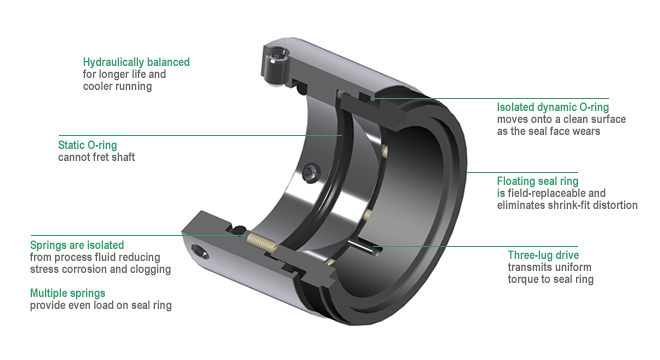 Hydraulically balanced
for longer life and
cooler running
Static O-ring
cannot fret shaft
Springs are isolated
from process fluid reducing
stress corrosion and clogging
Multiple springs
provide even load on seal ring
Isolated dynamic O-ring
moves onto a clean surface
as the seal face wears
Floating seal ring
is field-replaceable and
eliminates shrink-fit distortion
Three-lug drive
transmits uniform
torque to seal ring